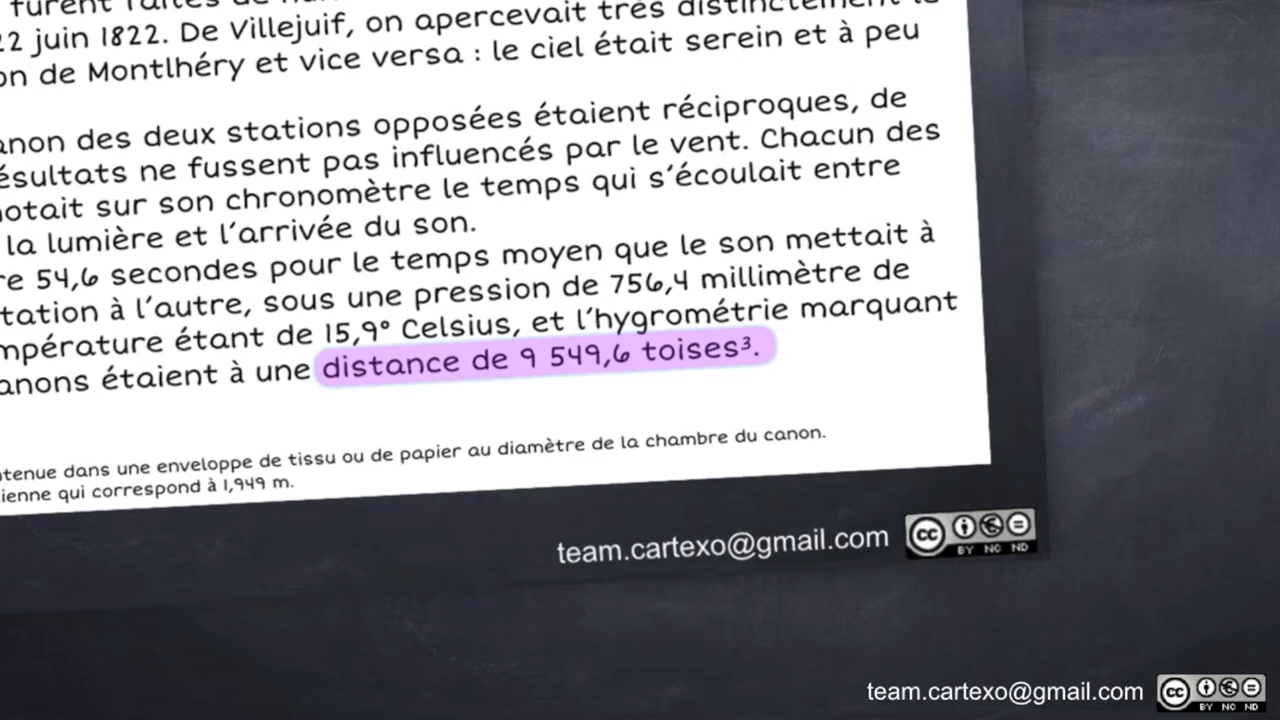 22 juin 1822. De Villejuif, on apercevait très distinctement
on de Montlhéry et vice versa : le ciel était serein et à peu
anon des deux stations opposées étaient réciproques, de
ésultats ne fussent pas influencés par le vent. Chacun des
notait sur son chronomètre le temps qui s'écoulait entre
la lumière et l'arrivée du son.
re 54,6 secondes pour le temps moyen que le son mettait à
tation à l'autre, sous une pression de 756,4 millimètre de
mpérature étant de 15,9° Celsius, et l'hygrométrie marquant
anons étaient à une distance de 9 549,6 toises³.
ntenue dans une enveloppe de tissu ou de papier au diamètre de la chambre du canon.
ienne qui correspond à 1,949 m.
team.cartexo@gmail.com
cc BY NC ND
team.cartexo@gmail.com
cc BY NC ND